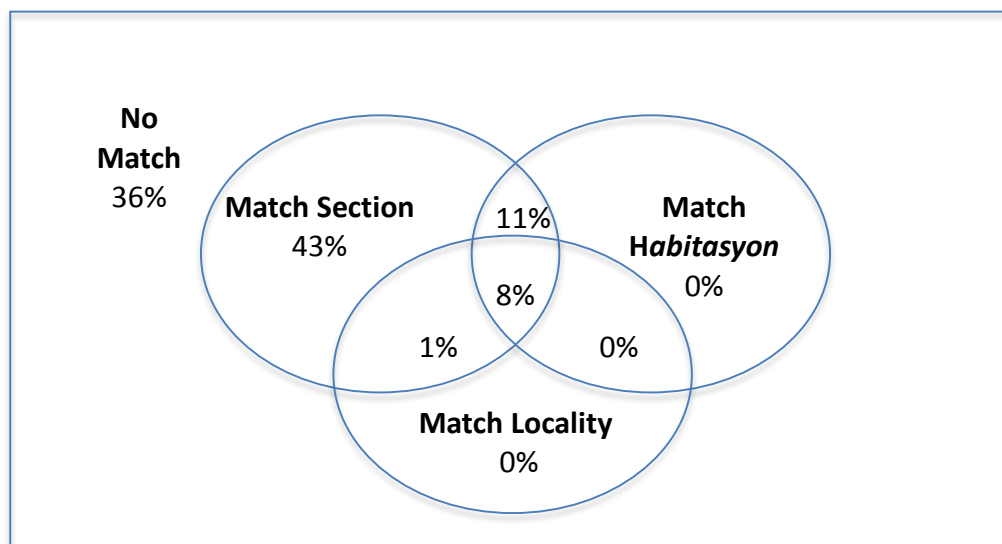 No
Match
36%
Match Section
43%
11%
Match
Habitasyon
0%
8%
1%
0%
Match Locality
0%